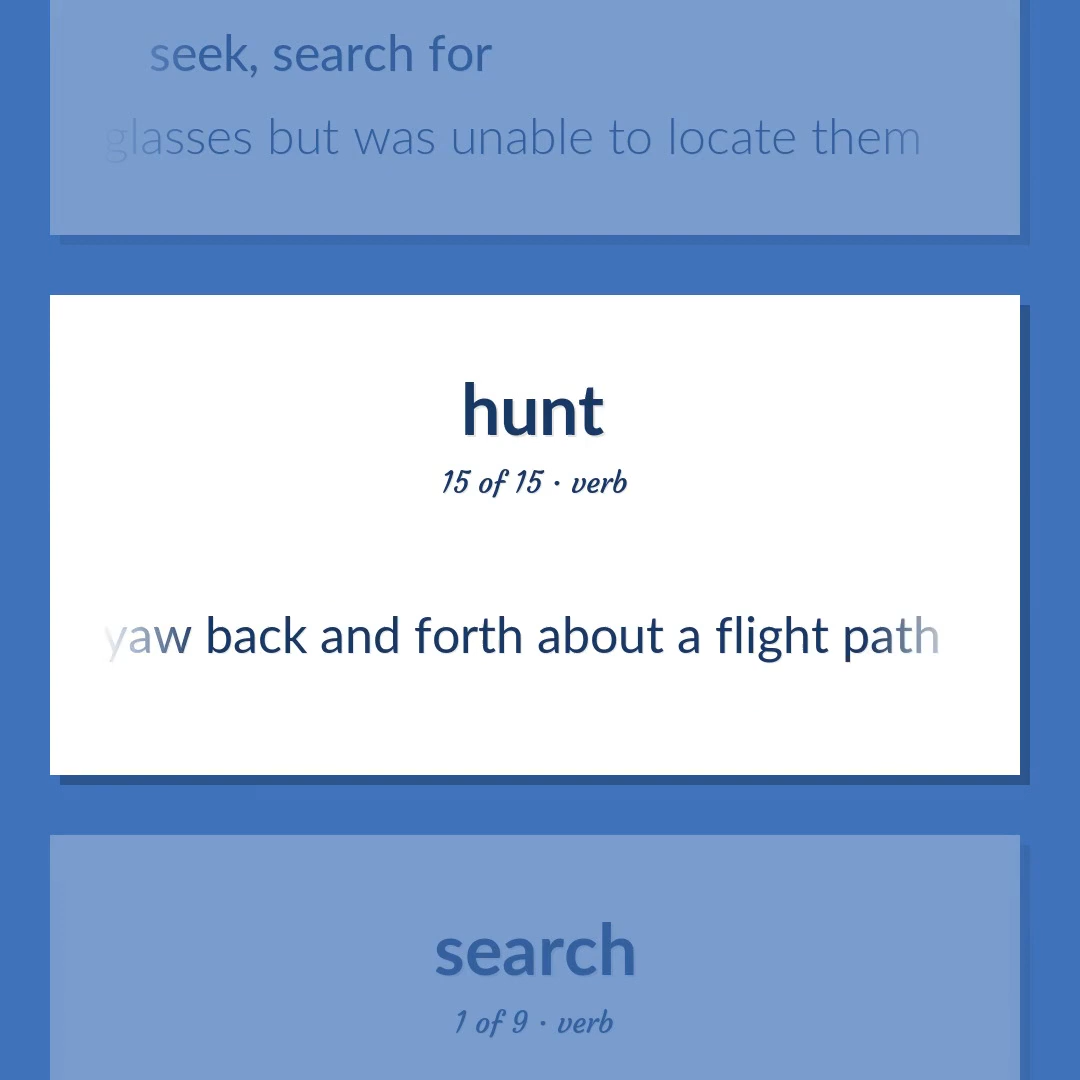 seek, search for
glasses but was unable to locate them
hunt
15 of 15 · verb
yaw back and forth about a flight path
search
1 of 9 · verb